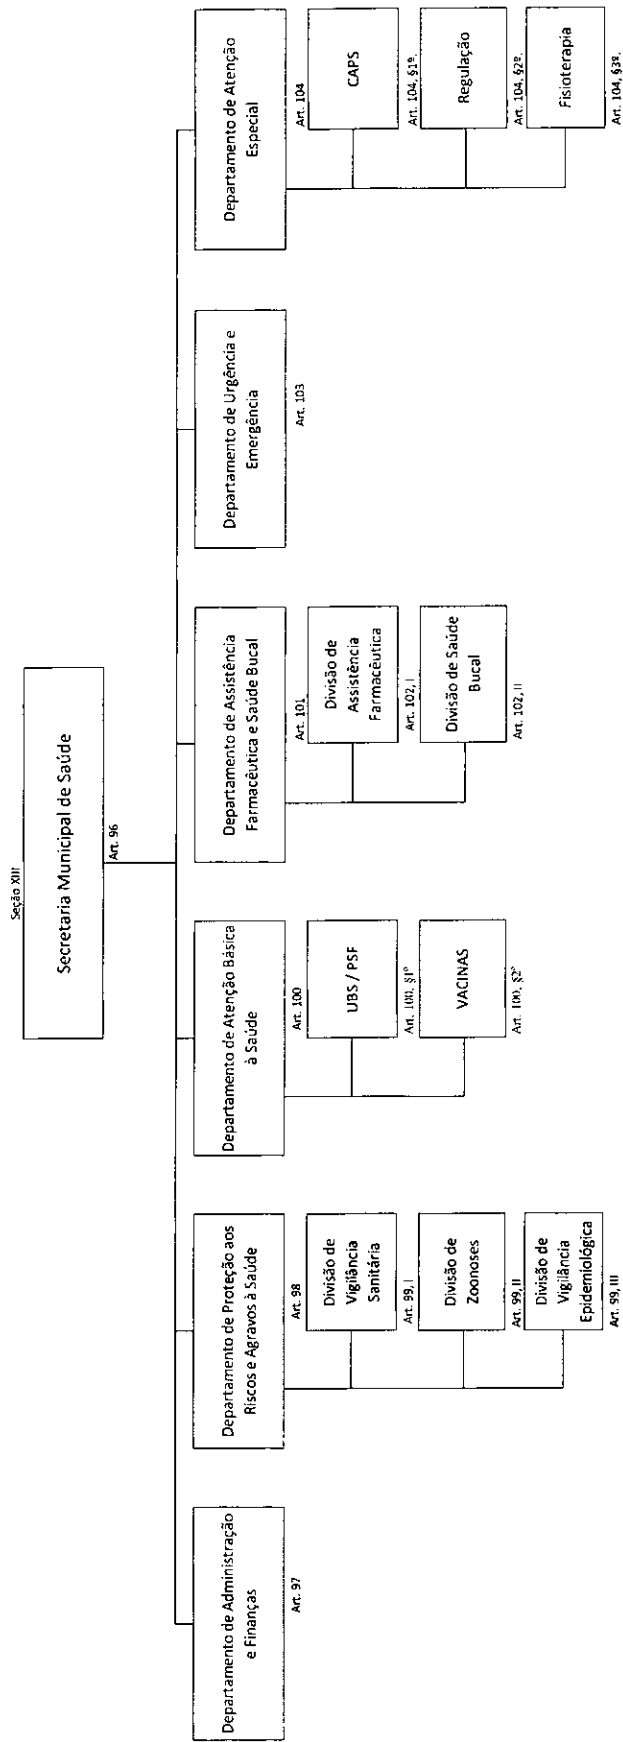 Seção XIII
Secretaria Municipal de Saúde
Art. 96
Departamento de Administração
e Finanças
Art. 97
Departamento de Proteção aos
Riscos e Agravos à Saúde
Art. 98
Divisão de
Vigilância
Sanitária
Art. 99, I
Divisão de
Zoonoses
Art. 99, II
Divisão de
Vigilância
Epidemiológica
Art. 99, III
Departamento de Atenção Básica
à Saúde
Art. 100
UBS / PSF
Art. 100, §1º
VACINAS
Art. 100, §2º
Departamento de Assistência
Farmacêutica e Saúde Bucal
Art. 101
Divisão de
Assistência
Farmacêutica
Art. 102, I
Divisão de Saúde
Bucal
Art. 102, II
Departamento de Urgência e
Emergência
Art. 103
Departamento de Atenção
Especial
Art. 104
CAPS
Art. 104, §1º.
Regulação
Art. 104, §2º.
Fisioterapia
Art. 104, §3º.